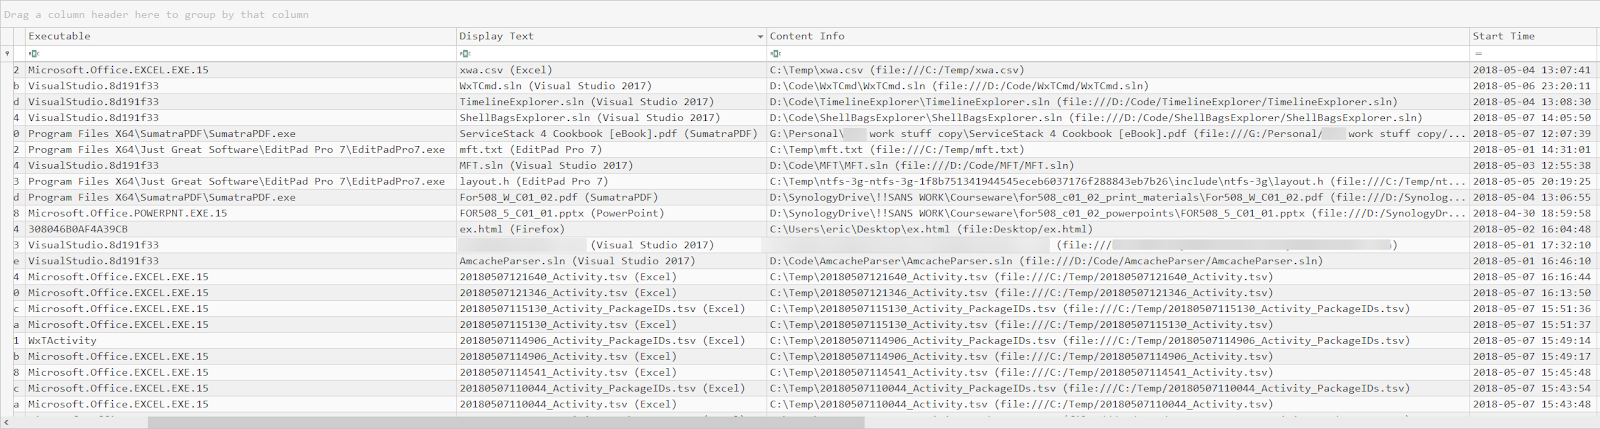 Drag a column header here to group by that column
Executable Display Text Content Info Start Time
=
2 Microsoft.Office.EXCEL.EXE.15 xwa.csv (Excel) C:\Temp\xwa.csv (file:///C:/Temp/xwa.csv) 2018-05-04 13:07:41
b VisualStudio.8d191f33 WxTCmd.sln (Visual Studio 2017) D:\Code\WxTCmd\WxTCmd.sln (file:///D:/Code/WxTCmd/WxTCmd.sln) 2018-05-06 23:20:11
d VisualStudio.8d191f33 TimelineExplorer.sln (Visual Studio 2017) D:\Code\TimelineExplorer\TimelineExplorer.sln (file:///D:/Code/TimelineExplorer/TimelineExplorer.sln) 2018-05-04 13:08:30
4 VisualStudio.8d191f33 ShellBagsExplorer.sln (Visual Studio 2017) D:\Code\ShellBagsExplorer\ShellBagsExplorer.sln (file:///D:/Code/ShellBagsExplorer/ShellBagsExplorer.sln) 2018-05-07 14:05:50
0 Program Files X64\SumatraPDF\SumatraPDF.exe ServiceStack 4 Cookbook [eBook].pdf (SumatraPDF) G:\Personal\ work stuff copy\ServiceStack 4 Cookbook [eBook].pdf (file:///G:/Personal/ work stuff copy/... 2018-05-07 12:07:39
2 Program Files X64\Just Great Software\EditPad Pro 7\EditPadPro7.exe mft.txt (EditPad Pro 7) C:\Temp\mft.txt (file:///C:/Temp/mft.txt) 2018-05-01 14:31:01
4 VisualStudio.8d191f33 MFT.sln (Visual Studio 2017) D:\Code\MFT\MFT.sln (file:///D:/Code/MFT/MFT.sln) 2018-05-03 12:55:38
3 Program Files X64\Just Great Software\EditPad Pro 7\EditPadPro7.exe layout.h (EditPad Pro 7) C:\Temp\ntfs-3g-ntfs-3g-1f8b751341944545eceb6037176f288843eb7b26\include\ntfs-3g\layout.h (file:///C:/Temp/nt... 2018-05-05 20:19:25
d Program Files X64\SumatraPDF\SumatraPDF.exe For508_W_C01_02.pdf (SumatraPDF) D:\SynologyDrive\!!SANS WORK\Courseware\for508_c01_02_print_materials\For508_W_C01_02.pdf (file:///D:/Synolog... 2018-05-04 13:06:55
8 Microsoft.Office.POWERPNT.EXE.15 FOR508_5_C01_01.pptx (PowerPoint) D:\SynologyDrive\!!SANS WORK\Courseware\for508_c01_02_powerpoints\FOR508_5_C01_01.pptx (file:///D:/SynologyDr... 2018-04-30 18:59:58
4 308046B0AF4A39CB ex.html (Firefox) C:\Users\eric\Desktop\ex.html (file:Desktop/ex.html) 2018-05-02 16:04:48
3 VisualStudio.8d191f33 (Visual Studio 2017) (file:/// ) 2018-05-01 17:32:10
e VisualStudio.8d191f33 AmcacheParser.sln (Visual Studio 2017) D:\Code\AmcacheParser\AmcacheParser.sln (file:///D:/Code/AmcacheParser/AmcacheParser.sln) 2018-05-01 16:46:10
4 Microsoft.Office.EXCEL.EXE.15 20180507121640_Activity.tsv (Excel) C:\Temp\20180507121640_Activity.tsv (file:///C:/Temp/20180507121640_Activity.tsv) 2018-05-07 16:16:44
0 Microsoft.Office.EXCEL.EXE.15 20180507121346_Activity.tsv (Excel) C:\Temp\20180507121346_Activity.tsv (file:///C:/Temp/20180507121346_Activity.tsv) 2018-05-07 16:13:50
c Microsoft.Office.EXCEL.EXE.15 20180507115130_Activity_PackageIDs.tsv (Excel) C:\Temp\20180507115130_Activity_PackageIDs.tsv (file:///C:/Temp/20180507115130_Activity_PackageIDs.tsv) 2018-05-07 15:51:36
a Microsoft.Office.EXCEL.EXE.15 20180507115130_Activity.tsv (Excel) C:\Temp\20180507115130_Activity.tsv (file:///C:/Temp/20180507115130_Activity.tsv) 2018-05-07 15:51:37
1 WxTActivity 20180507114906_Activity_PackageIDs.tsv (Excel) C:\Temp\20180507114906_Activity_PackageIDs.tsv (file:///C:/Temp/20180507114906_Activity_PackageIDs.tsv) 2018-05-07 15:49:14
b Microsoft.Office.EXCEL.EXE.15 20180507114906_Activity.tsv (Excel) C:\Temp\20180507114906_Activity.tsv (file:///C:/Temp/20180507114906_Activity.tsv) 2018-05-07 15:49:17
8 Microsoft.Office.EXCEL.EXE.15 20180507114541_Activity.tsv (Excel) C:\Temp\20180507114541_Activity.tsv (file:///C:/Temp/20180507114541_Activity.tsv) 2018-05-07 15:45:48
c Microsoft.Office.EXCEL.EXE.15 20180507110044_Activity_PackageIDs.tsv (Excel) C:\Temp\20180507110044_Activity_PackageIDs.tsv (file:///C:/Temp/20180507110044_Activity_PackageIDs.tsv) 2018-05-07 15:43:54
a Microsoft.Office.EXCEL.EXE.15 20180507110044_Activity.tsv (Excel) C:\Temp\20180507110044_Activity.tsv (file:///C:/Temp/20180507110044_Activity.tsv) 2018-05-07 15:43:48